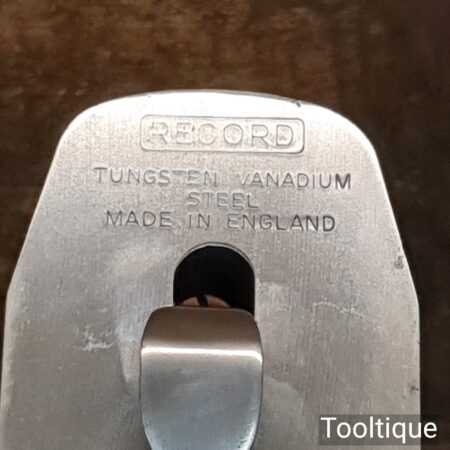 RECORD
TUNGSTEN VANADIUM
STEEL
MADE IN ENGLAND
Tooltique